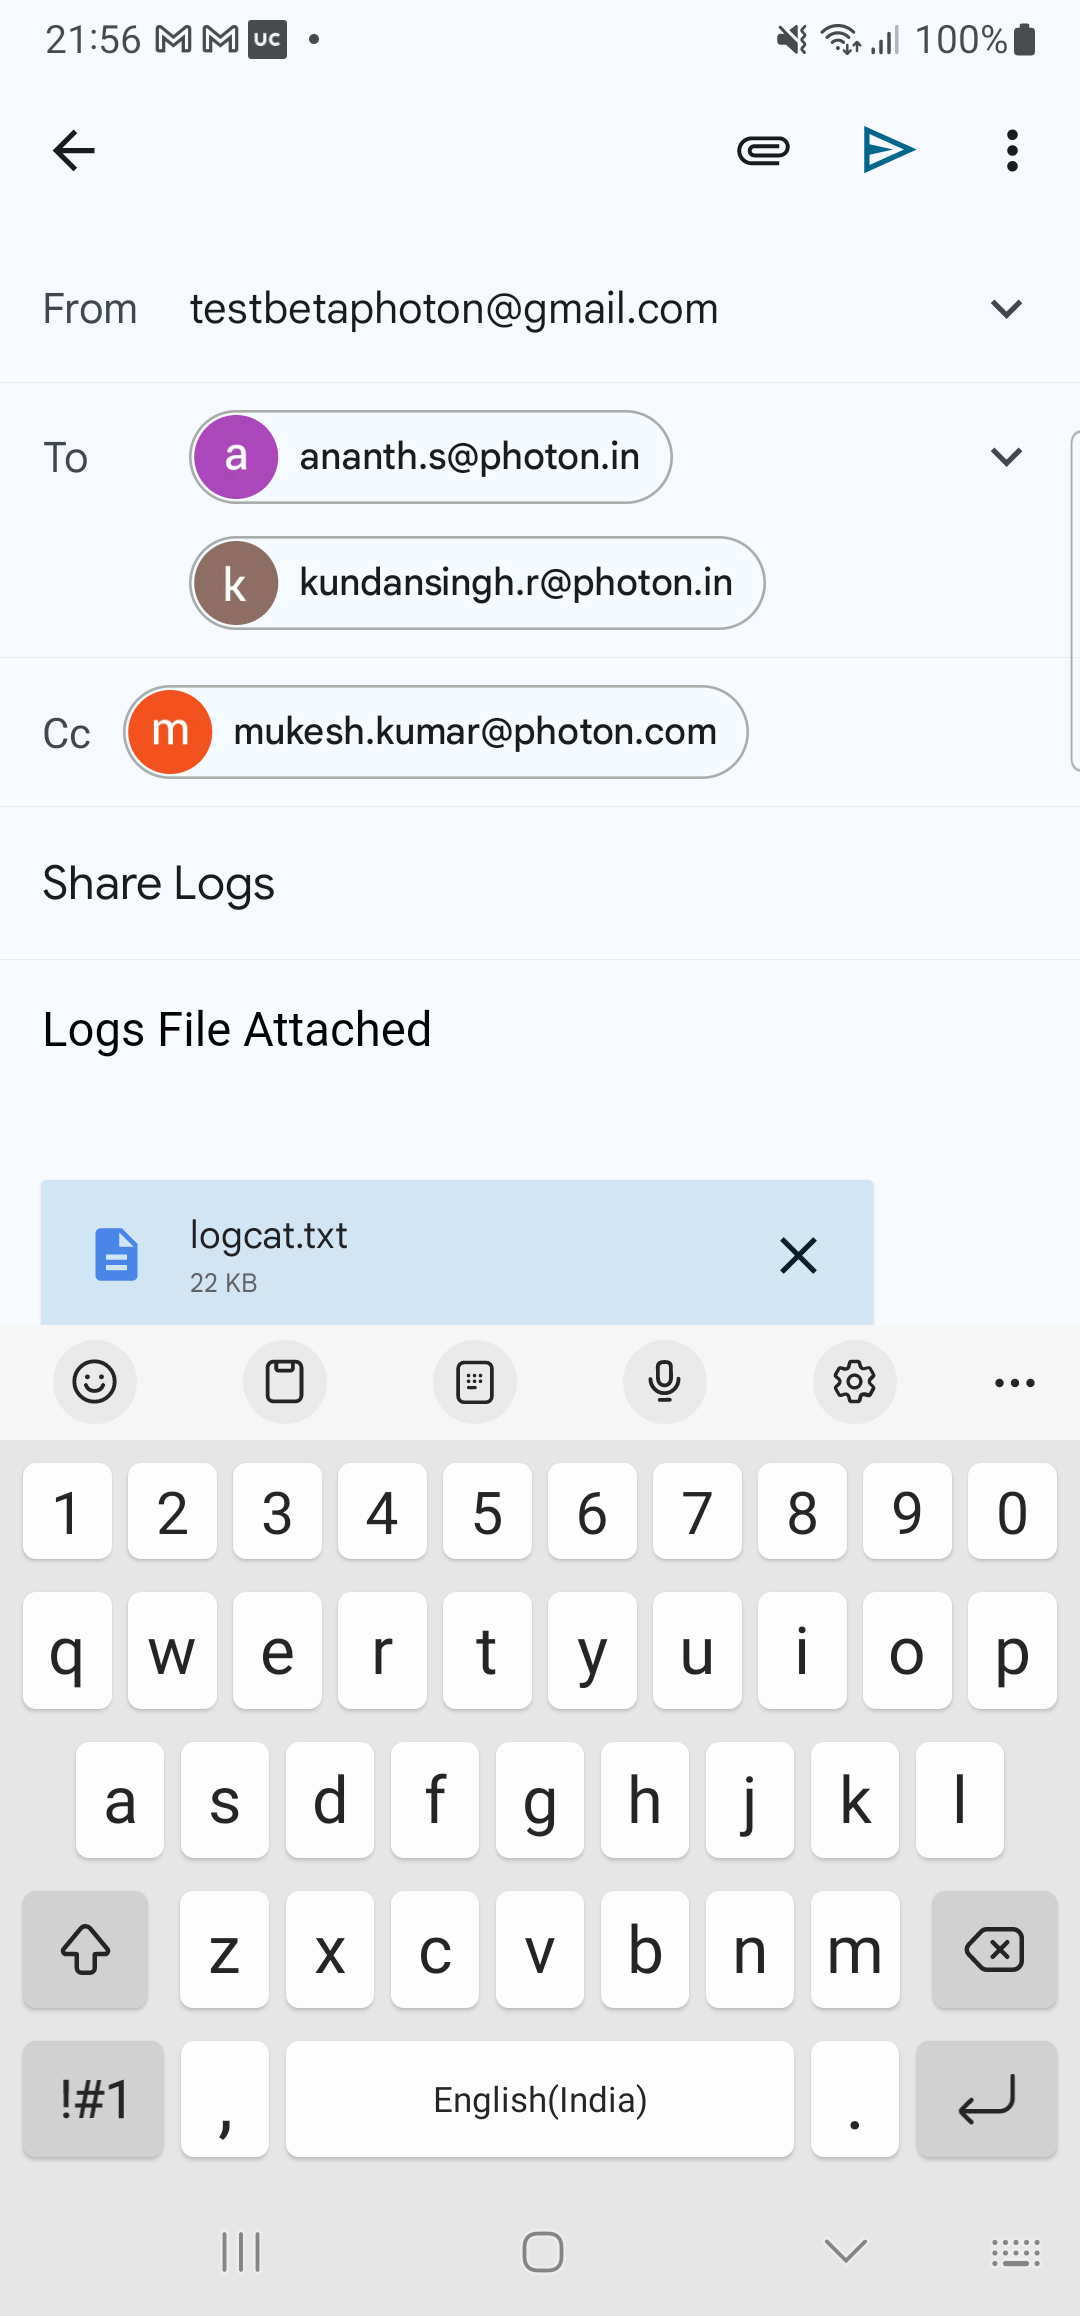 21:56 UC 100%
From testbetaphoton@gmail.com
To a ananth.s@photon.in
k kundansingh.r@photon.in
Cc m mukesh.kumar@photon.com
Share Logs
Logs File Attached
logcat.txt
22 KB
1 2 3 4 5 6 7 8 9 0
q w e r t y u i o p
a s d f g h j k l
z x c v b n m
!#1 , English(India) .